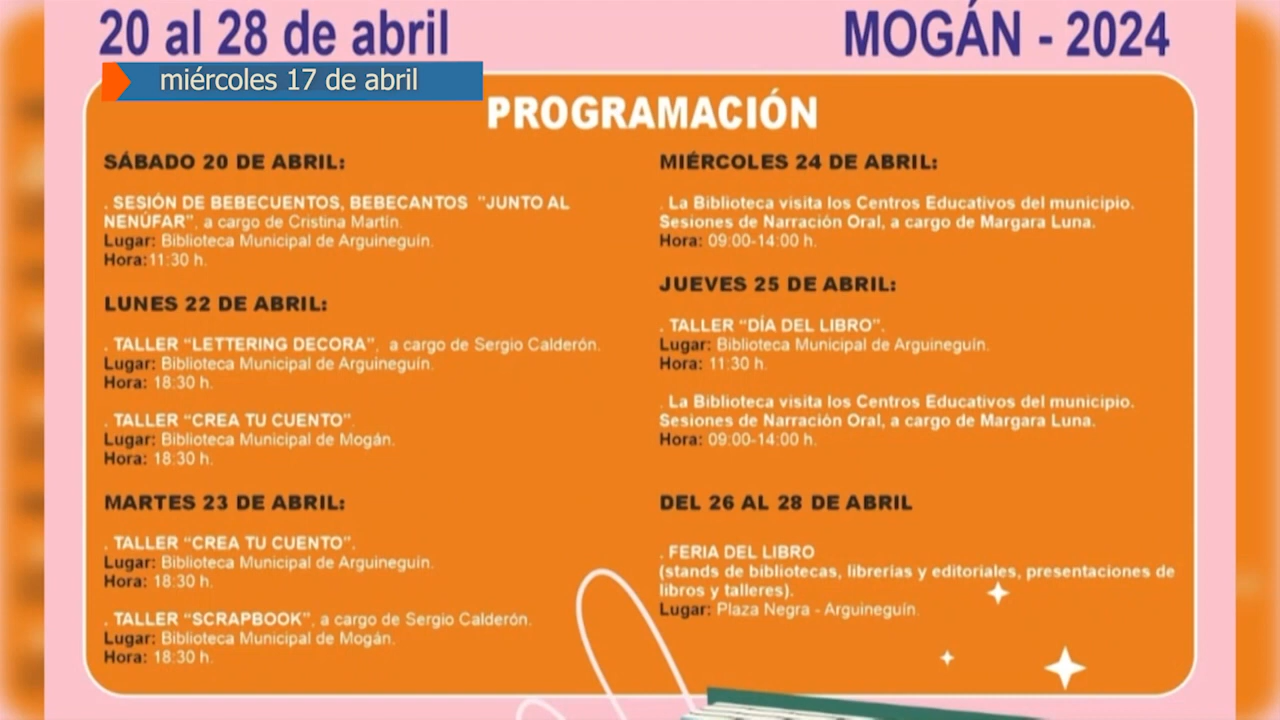 20 al 28 de abril
MOGÁN - 2024
miércoles 17 de abril
PROGRAMACIÓN
SÁBADO 20 DE ABRIL:
. SESIÓN DE BEBECUENTOS, BEBECANTOS "JUNTO AL
NENÚFAR", a cargo de Cristina Martín.
Lugar: Biblioteca Municipal de Arguineguín.
Hora:11:30 h.
LUNES 22 DE ABRIL:
. TALLER “LETTERING DECORA”, a cargo de Sergio Calderón.
Lugar: Biblioteca Municipal de Arguineguín.
Hora: 18:30 h.
. TALLER “CREA TU CUENTO”.
Lugar: Biblioteca Municipal de Mogán.
Hora: 18:30 h.
MARTES 23 DE ABRIL:
. TALLER “CREA TU CUENTO”.
Lugar: Biblioteca Municipal de Arguineguín.
Hora: 18:30 h.
. TALLER “SCRAPBOOK”, a cargo de Sergio Calderón.
Lugar: Biblioteca Municipal de Mogán.
Hora: 18:30 h.
MIÉRCOLES 24 DE ABRIL:
. La Biblioteca visita los Centros Educativos del municipio.
Sesiones de Narración Oral, a cargo de Margara Luna.
Hora: 09:00-14:00 h.
JUEVES 25 DE ABRIL:
. TALLER “DÍA DEL LIBRO”.
Lugar: Biblioteca Municipal de Arguineguín.
Hora: 11:30 h.
. La Biblioteca visita los Centros Educativos del municipio.
Sesiones de Narración Oral, a cargo de Margara Luna.
Hora: 09:00-14:00 h.
DEL 26 AL 28 DE ABRIL
. FERIA DEL LIBRO
(stands de bibliotecas, librerías y editoriales, presentaciones de
libros y talleres).
Lugar: Plaza Negra - Arguineguín.